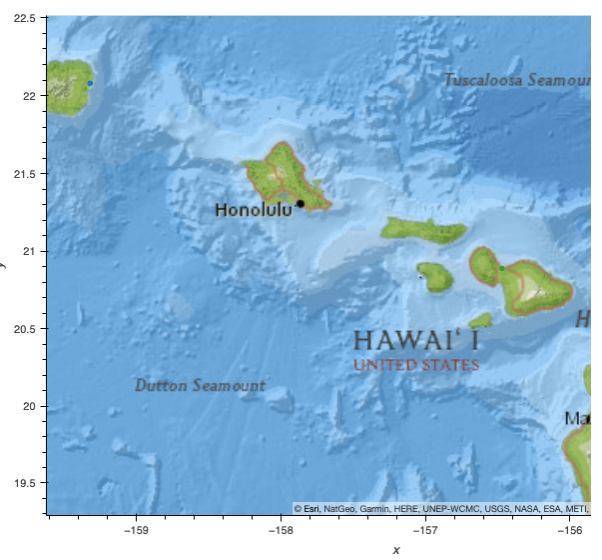 22.5
Tuscaloosa Seamour
22
21.5
Honolulu
21
20.5
HAWAI‘I
UNITED STATES
H
Dutton Seamount
20
Ma
19.5
© Esri, NatGeo, Garmin, HERE, UNEP-WCMC, USGS, NASA, ESA, METI,
−159
−158
−157
−156
x
y